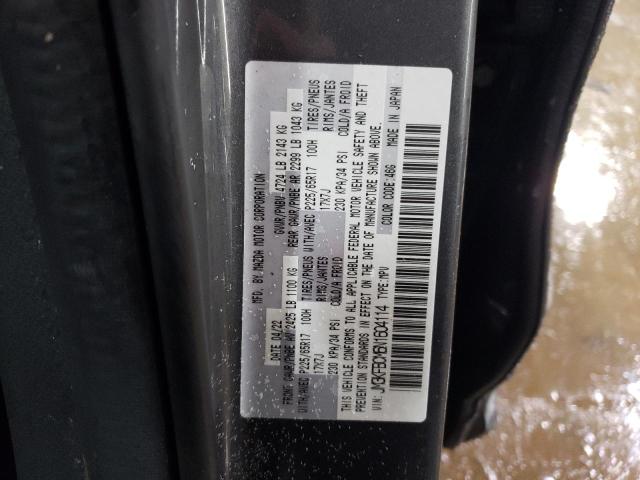 MFD. BY MAZDA MOTOR CORPORATION
DATE 04/22 GVWR/PNBV 4724 LB 2143 KG
FRONT GAWR/PNBE AV 2425 LB 1100 KG REAR GAWR/PNBE AR 2299 LB 1043 KG
WITH/AVEC P225/65R17 100H TIRES/PNEUS WITH/AVEC P225/65R17 100H TIRES/PNEUS
17X7J RIMS/JANTES 17X7J RIMS/JANTES
230 KPA/34 PSI COLD/A FROID 230 KPA/34 PSI COLD/A FROID
THIS VEHICLE CONFORMS TO ALL APPLICABLE FEDERAL MOTOR VEHICLE SAFETY AND THEFT
PREVENTION STANDARDS IN EFFECT ON THE DATE OF MANUFACTURE SHOWN ABOVE.
COLOR CODE:46G MADE IN JAPAN
VIN: TYPE:MPV